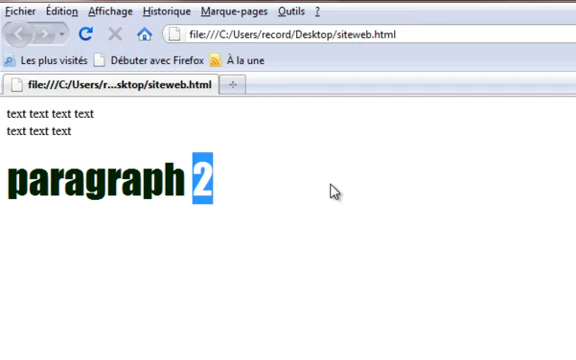 Fichier Édition Affichage Historique Marque-pages Outils ?
file:///C:/Users/record/Desktop/siteweb.html
Les plus visités Débuter avec Firefox À la une
file:///C:/Users/r...sktop/siteweb.html
text text text text
text text text
paragraph 2